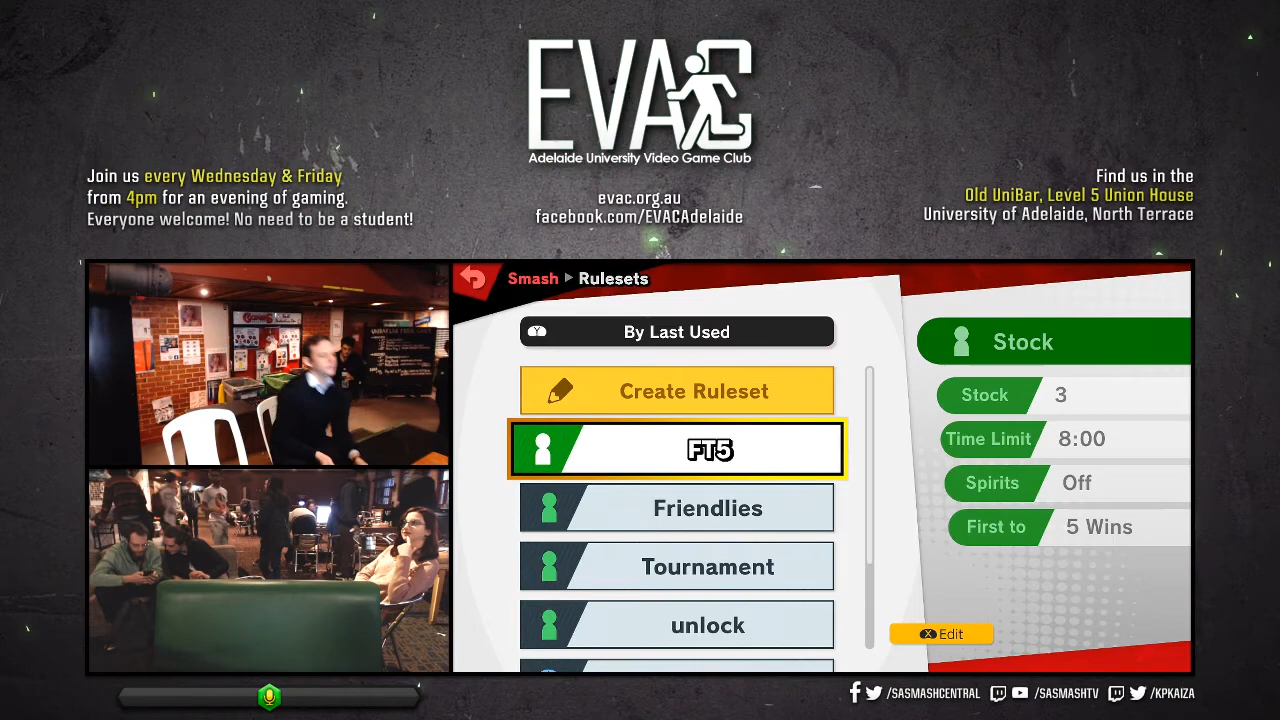 EVAC
Adelaide University Video Game Club
Join us every Wednesday & Friday
from 4pm for an evening of gaming.
Everyone welcome! No need to be a student!
evac.org.au
facebook.com/EVACAdelaide
Find us in the
Old UniBar, Level 5 Union House
University of Adelaide, North Terrace
Smash
Rulesets
Y
By Last Used
Create Ruleset
FT5
Friendlies
Tournament
unlock
Stock
Stock 3
Time Limit 8:00
Spirits Off
First to 5 Wins
X Edit
/SASMASHCENTRAL
/SASMASHTV
/KPKAIZA